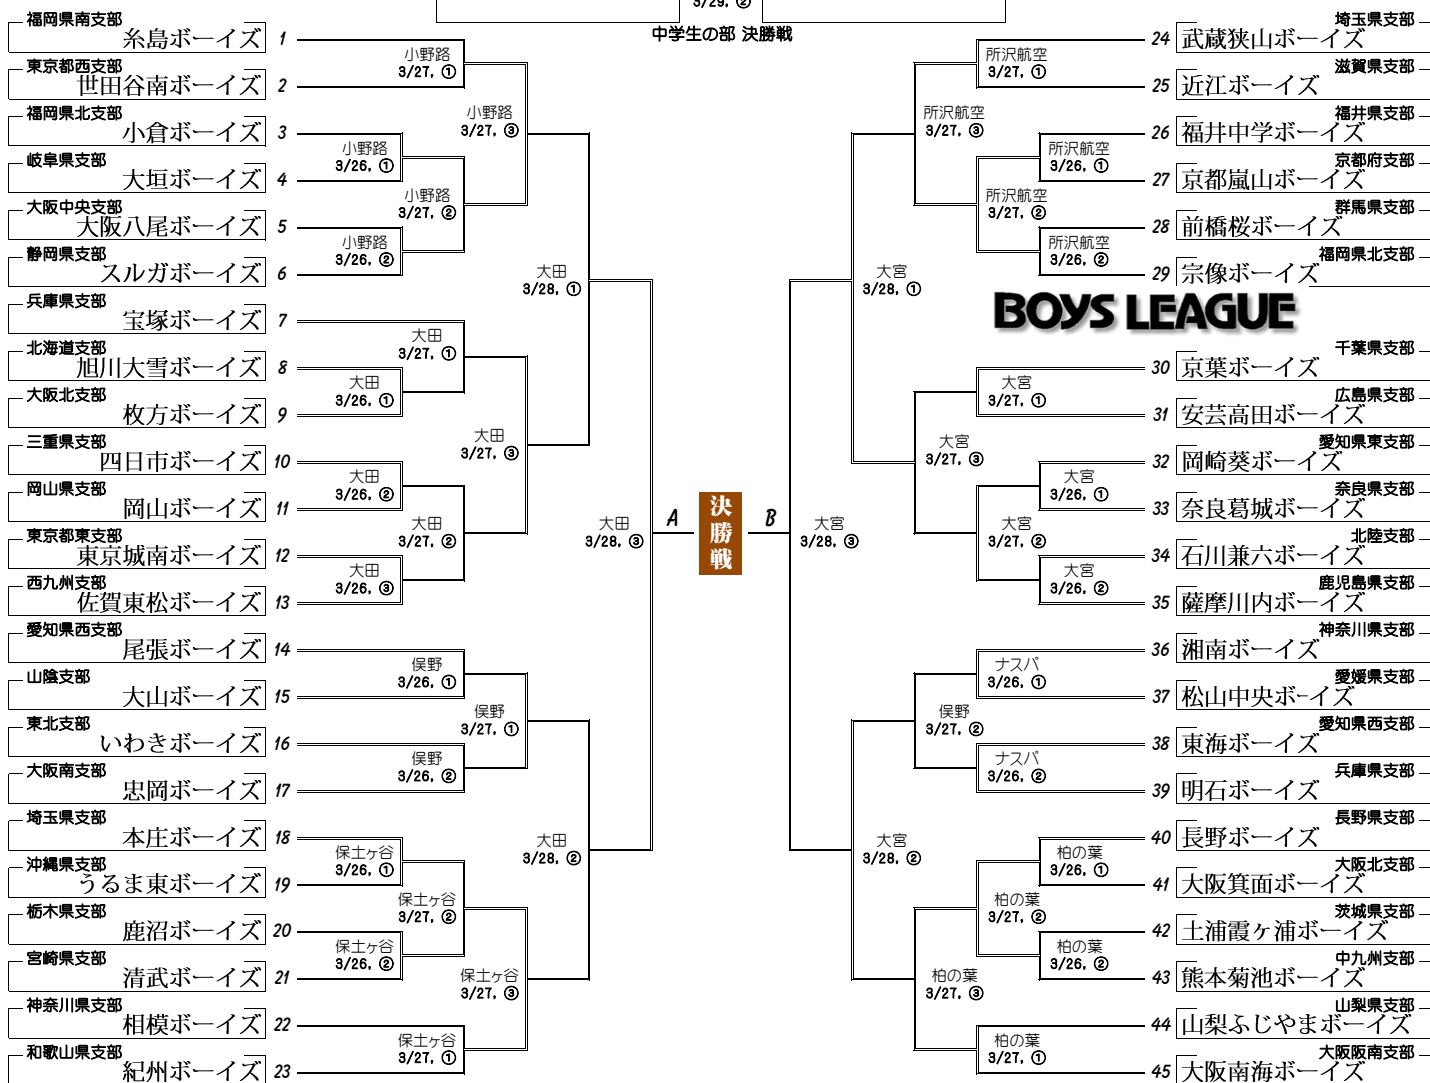 3/29, ②
中学生の部 決勝戦
福岡県南支部
糸島ボーイズ 1
東京都西支部
世田谷南ボーイズ 2
福岡県北支部
小倉ボーイズ 3
岐阜県支部
大垣ボーイズ 4
大阪中央支部
大阪八尾ボーイズ 5
静岡県支部
スルガボーイズ 6
兵庫県支部
宝塚ボーイズ 7
北海道支部
旭川大雪ボーイズ 8
大阪北支部
枚方ボーイズ 9
三重県支部
四日市ボーイズ 10
岡山県支部
岡山ボーイズ 11
東京都東支部
東京城南ボーイズ 12
西九州支部
佐賀東松ボーイズ 13
愛知県西支部
尾張ボーイズ 14
山陰支部
大山ボーイズ 15
東北支部
いわきボーイズ 16
大阪南支部
忠岡ボーイズ 17
埼玉県支部
本庄ボーイズ 18
沖縄県支部
うるま東ボーイズ 19
栃木県支部
鹿沼ボーイズ 20
宮崎県支部
清武ボーイズ 21
神奈川県支部
相模ボーイズ 22
和歌山県支部
紀州ボーイズ 23
小野路
3/27, ①
小野路
3/26, ①
小野路
3/26, ②
小野路
3/27, ②
小野路
3/27, ③
大田
3/27, ①
大田
3/26, ①
大田
3/26, ②
大田
3/26, ③
大田
3/27, ②
大田
3/27, ③
大田
3/28, ①
俣野
3/26, ①
俣野
3/26, ②
俣野
3/27, ①
保土ヶ谷
3/26, ①
保土ヶ谷
3/26, ②
保土ヶ谷
3/27, ②
保土ヶ谷
3/27, ①
保土ヶ谷
3/27, ③
大田
3/28, ②
大田
3/28, ③
A
決勝戦
B
大宮
3/28, ③
大宮
3/28, ①
大宮
3/28, ②
所沢航空
3/27, ①
所沢航空
3/27, ③
所沢航空
3/26, ①
所沢航空
3/27, ②
所沢航空
3/26, ②
BOYS LEAGUE
大宮
3/27, ①
大宮
3/27, ③
大宮
3/26, ①
大宮
3/27, ②
大宮
3/26, ②
ナスパ
3/26, ①
俣野
3/27, ②
ナスパ
3/26, ②
柏の葉
3/26, ①
柏の葉
3/27, ②
柏の葉
3/26, ②
柏の葉
3/27, ③
柏の葉
3/27, ①
埼玉県支部
24 武蔵狭山ボーイズ
滋賀県支部
25 近江ボーイズ
福井県支部
26 福井中学ボーイズ
京都府支部
27 京都嵐山ボーイズ
群馬県支部
28 前橋桜ボーイズ
福岡県北支部
29 宗像ボーイズ
千葉県支部
30 京葉ボーイズ
広島県支部
31 安芸高田ボーイズ
愛知県東支部
32 岡崎葵ボーイズ
奈良県支部
33 奈良葛城ボーイズ
北陸支部
34 石川兼六ボーイズ
鹿児島県支部
35 薩摩川内ボーイズ
神奈川県支部
36 湘南ボーイズ
愛媛県支部
37 松山中央ボーイズ
愛知県西支部
38 東海ボーイズ
兵庫県支部
39 明石ボーイズ
長野県支部
40 長野ボーイズ
大阪北支部
41 大阪箕面ボーイズ
茨城県支部
42 土浦霞ヶ浦ボーイズ
中九州支部
43 熊本菊池ボーイズ
山梨県支部
44 山梨ふじやまボーイズ
大阪阪南支部
45 大阪南海ボーイズ